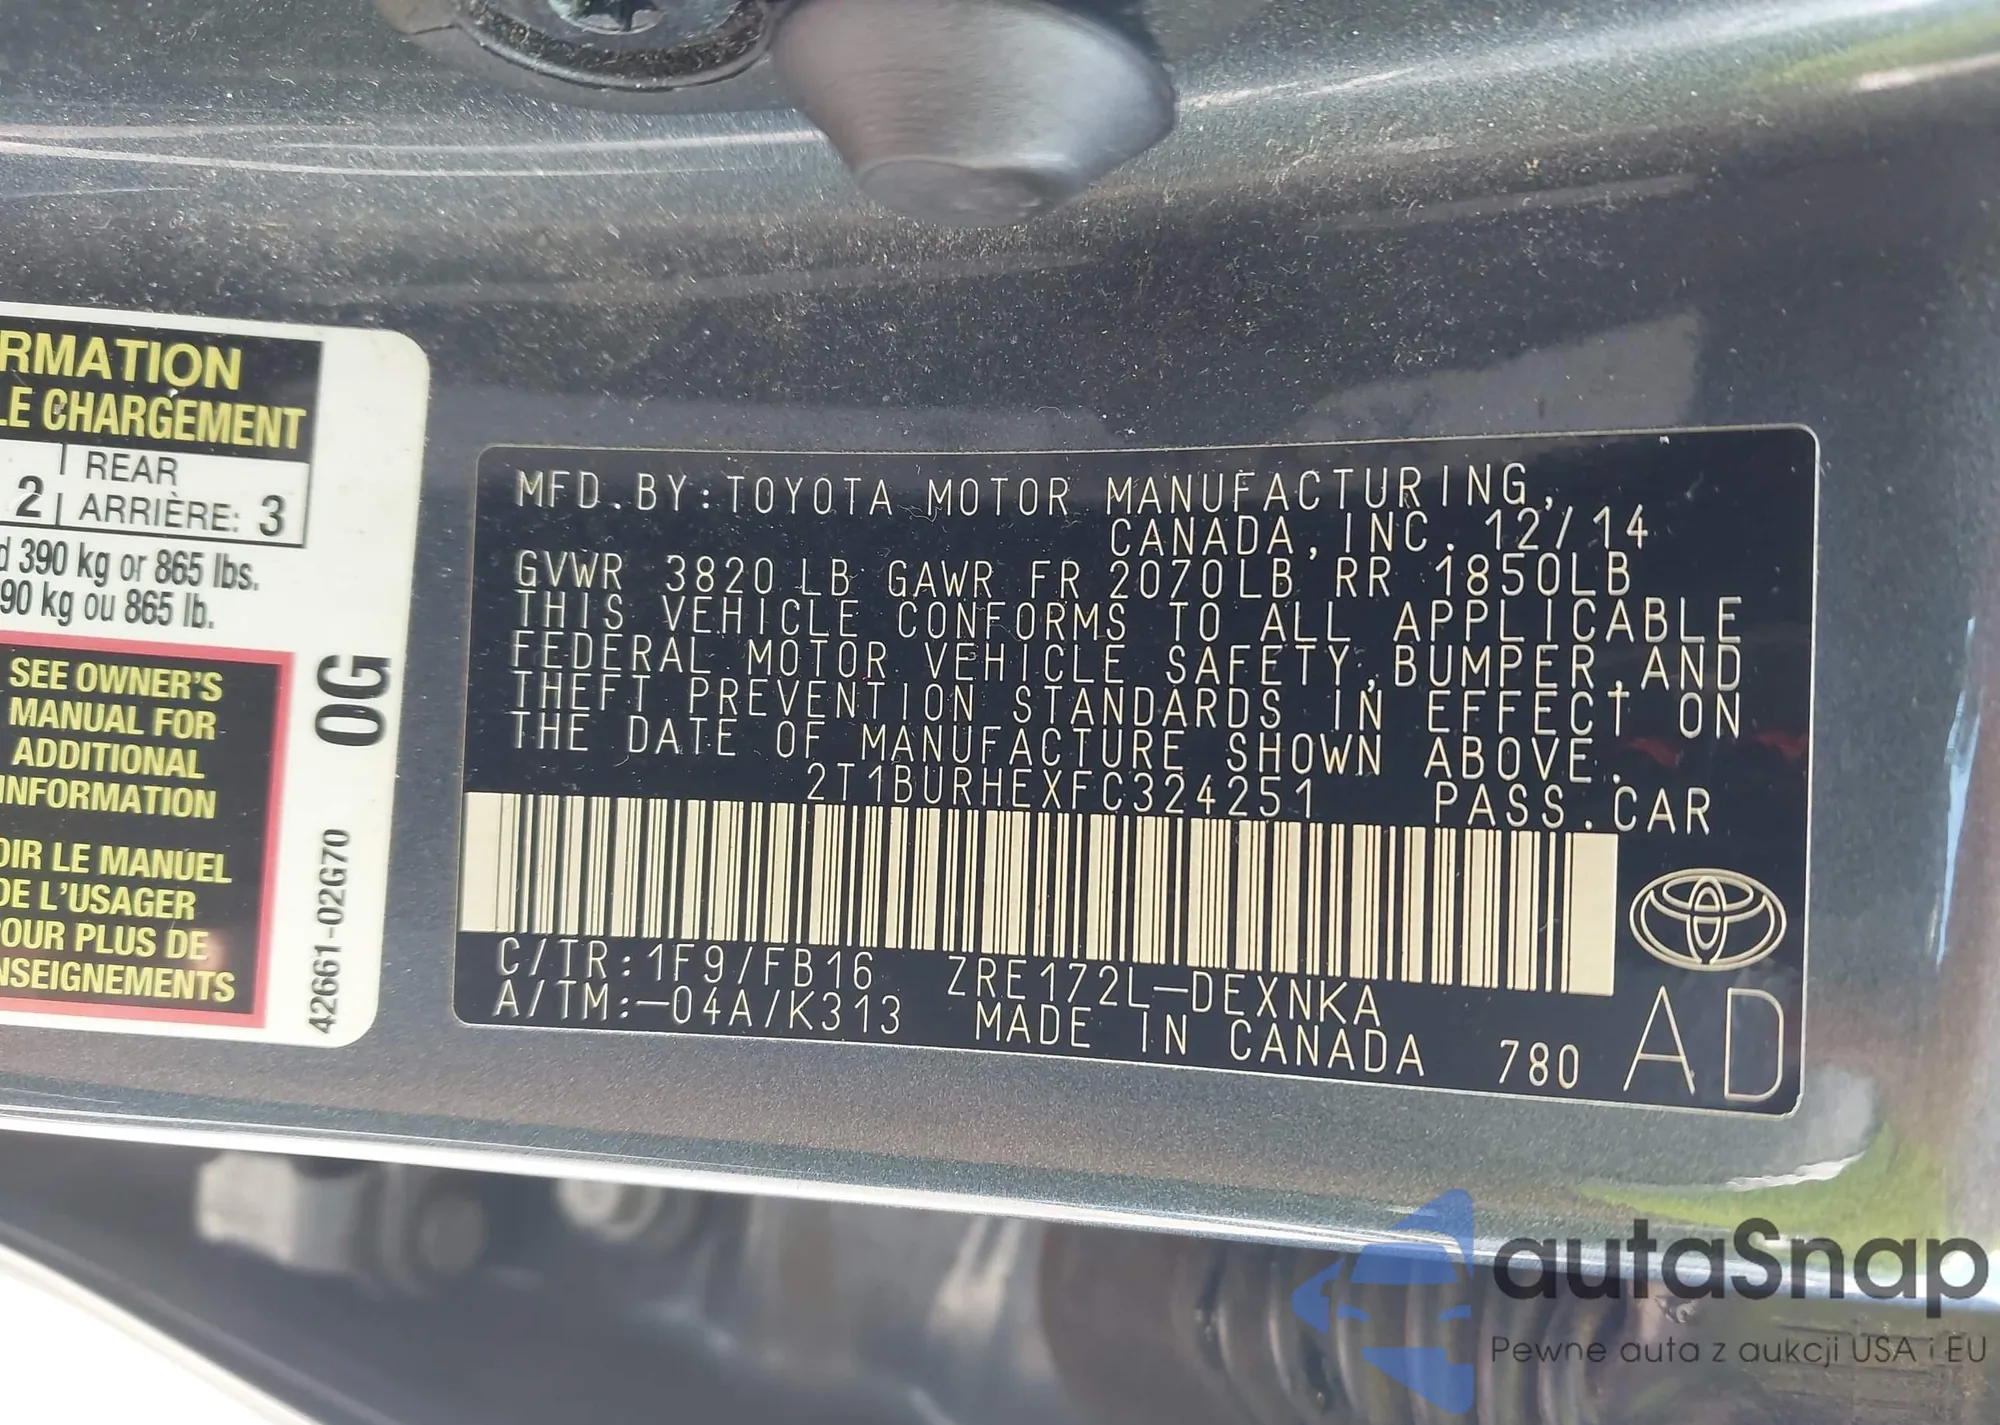 RMATION
LE CHARGEMENT
2 | REAR
ARRIÈRE: 3
d 390 kg or 865 lbs.
90 kg ou 865 lb.
SEE OWNER'S
MANUAL FOR
ADDITIONAL
INFORMATION
OIR LE MANUEL
DE L'USAGER
POUR PLUS DE
NSEIGNEMENTS
0G
42661-02G70
MFD.BY:TOYOTA MOTOR MANUFACTURING,
CANADA,INC. 12/14
GVWR 3820LB GAWR FR 2070LB RR 1850LB
THIS VEHICLE CONFORMS TO ALL APPLICABLE
FEDERAL MOTOR VEHICLE SAFETY,BUMPER,AND
THEFT PREVENTION STANDARDS IN EFFECT ON
THE DATE OF MANUFACTURE SHOWN ABOVE.
2T1BURHEXFC324251 PASS.CAR
C/TR:1F9/FB16 ZRE172L-DEXNKA
A/TM:-04A/K313 MADE IN CANADA 780 AD
autaSnap
Pewne auta z aukcji USA i EU